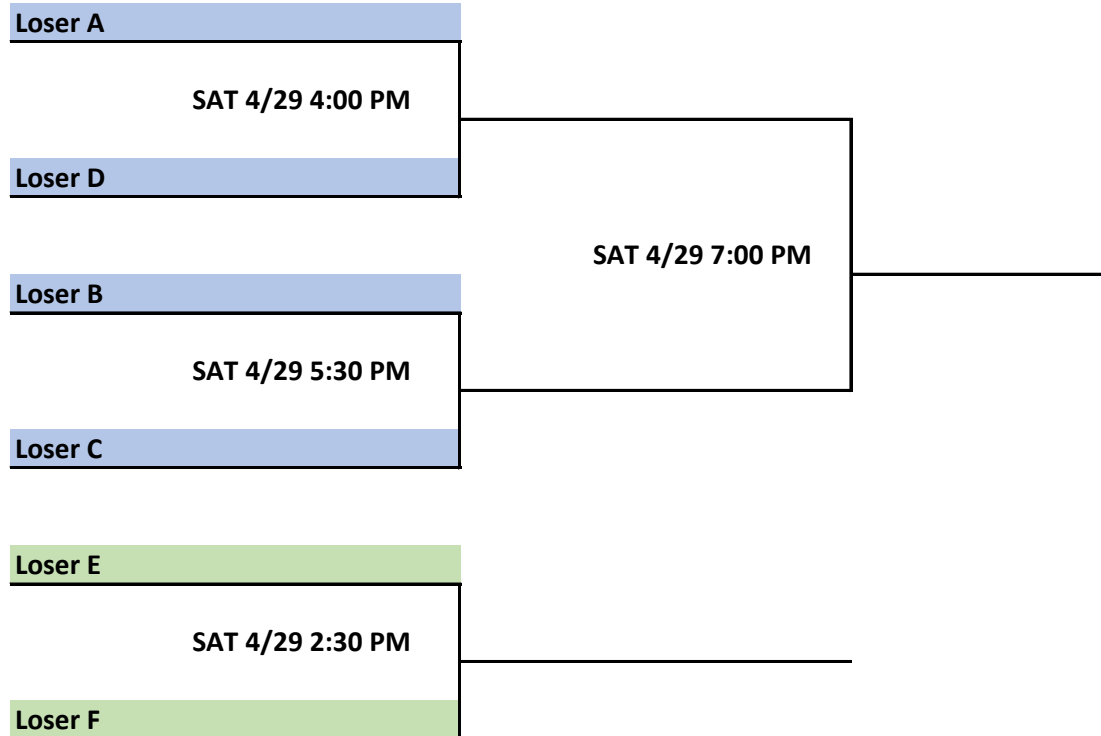 Loser A
SAT 4/29 4:00 PM
Loser D
SAT 4/29 7:00 PM
Loser B
SAT 4/29 5:30 PM
Loser C
Loser E
SAT 4/29 2:30 PM
Loser F